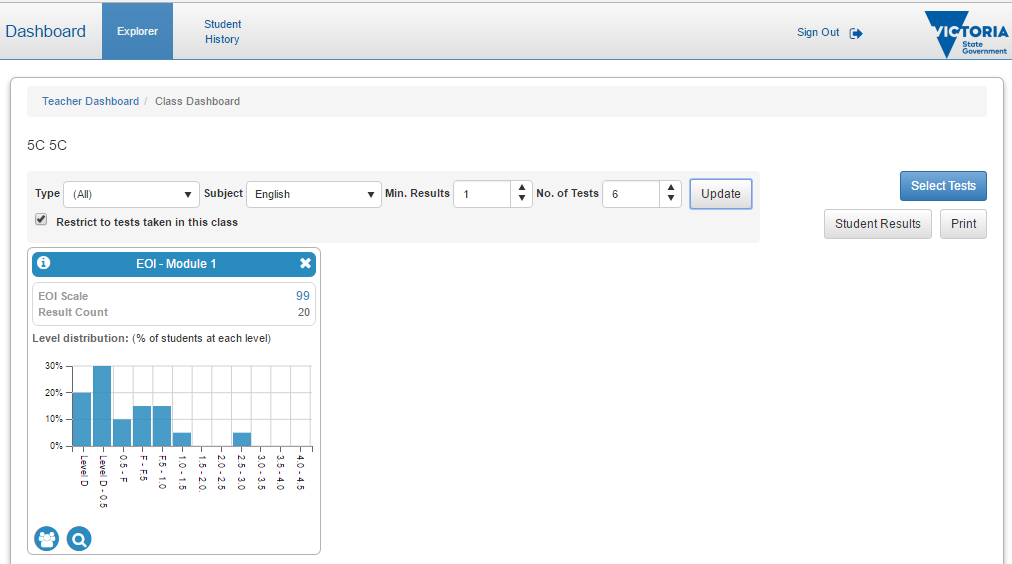 Dashboard
Explorer
Student
History
Sign Out
VICTORIA
State
Government
Teacher Dashboard / Class Dashboard
5C 5C
Type (All) Subject English Min. Results 1 No. of Tests 6 Update
Select Tests
Restrict to tests taken in this class
Student Results Print
EOI - Module 1
EOI Scale 99
Result Count 20
Level distribution: (% of students at each level)
30%
20%
10%
0%
Level D
Level D - 0.5
0.5 - F
F - F.5
F.5 - 1.0
1.0 - 1.5
1.5 - 2.0.
2.0 - 2.5
2.5 - 3.0
3.0 - 3.5
3.5 - 4.0
4.0 - 4.5